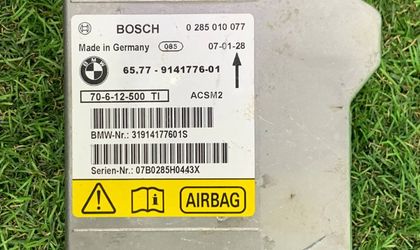 BOSCH 0 285 010 077
Made in Germany 085 07-01-28
BMW
65.77 - 9141776-01
70-6-12-500 TI ACSM2
BMW-Nr.: 31914177601S
Serien-Nr.: 07B0285H0443X
AIRBAG